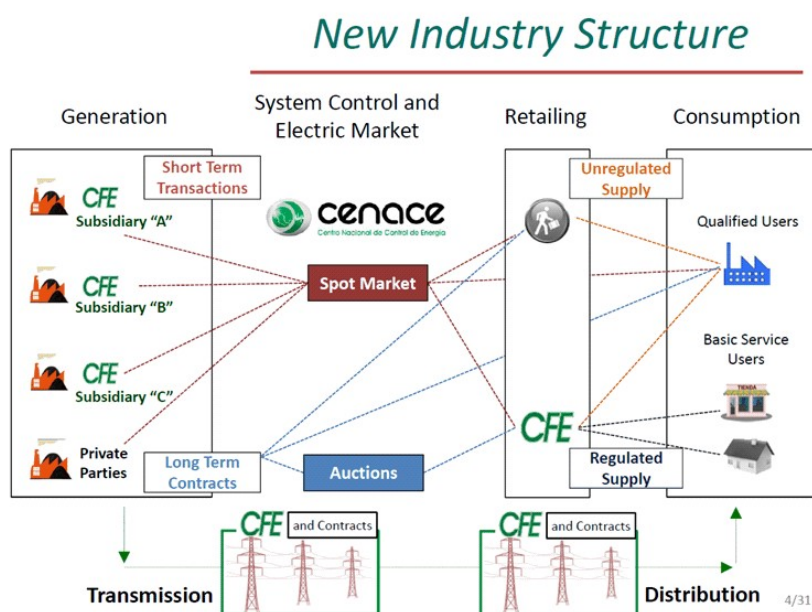 New Industry Structure
Generation
System Control and
Electric Market
Retailing
Consumption
Short Term
Transactions
Unregulated
Supply
CFE
Subsidiary "A"
cenace
Centro Nacional de Control de Energía
Qualified Users
Spot Market
CFE
Subsidiary "B"
Basic Service
Users
CFE
Subsidiary "C"
TIENDA
CFE
Private
Parties
Long Term
Contracts
Auctions
Regulated
Supply
CFE and Contracts
CFE and Contracts
Transmission
Distribution
4/31